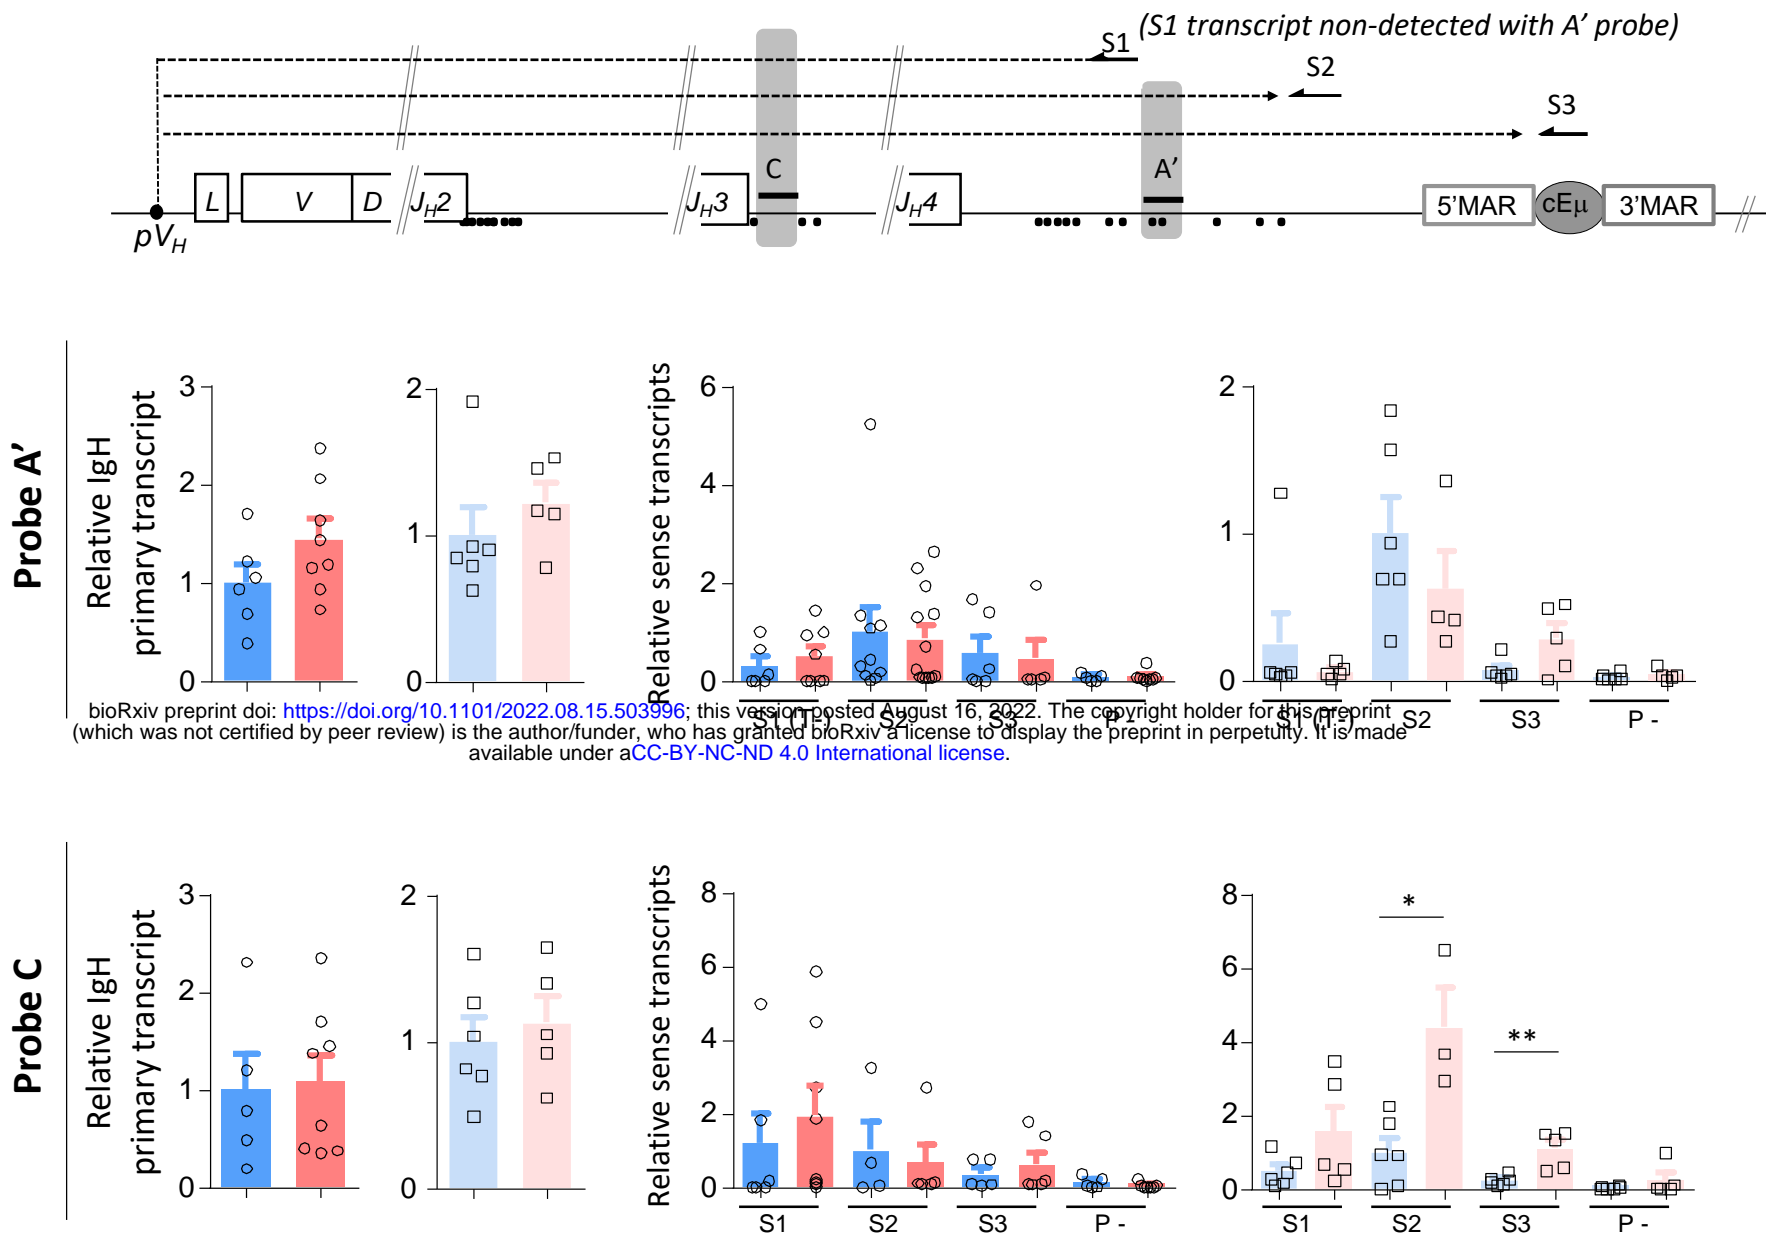 (S1 transcript non-detected with A’ probe)
S1
S2
S3
C
A’
L
V
D
JH2
JH3
JH4
5’MAR
cEμ
3’MAR
pVH
Probe A’
Relative IgH
primary transcript
3
2
1
0
2
1
0
Relative sense transcripts
6
4
2
0
S1 (T-)
S2
S3
P -
2
1
0
S1 (T-)
S2
S3
P -
bioRxiv preprint doi: https://doi.org/10.1101/2022.08.15.503996; this version posted August 16, 2022. The copyright holder for this preprint
(which was not certified by peer review) is the author/funder, who has granted bioRxiv a license to display the preprint in perpetuity. It is made
available under aCC-BY-NC-ND 4.0 International license.
Probe C
Relative IgH
primary transcript
3
2
1
0
2
1
0
Relative sense transcripts
8
6
4
2
0
S1
S2
S3
P -
8
6
4
2
0
*
**
S1
S2
S3
P -